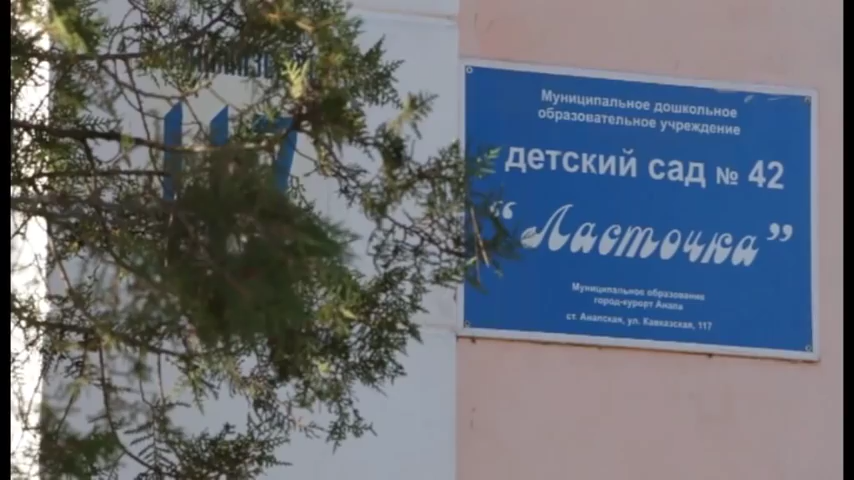 117
Муниципальное дошкольное
образовательное учреждение
детский сад № 42
"Ласточка"
Муниципальное образование
город-курорт Анапа
ст. Анапская, ул. Кавказская, 117